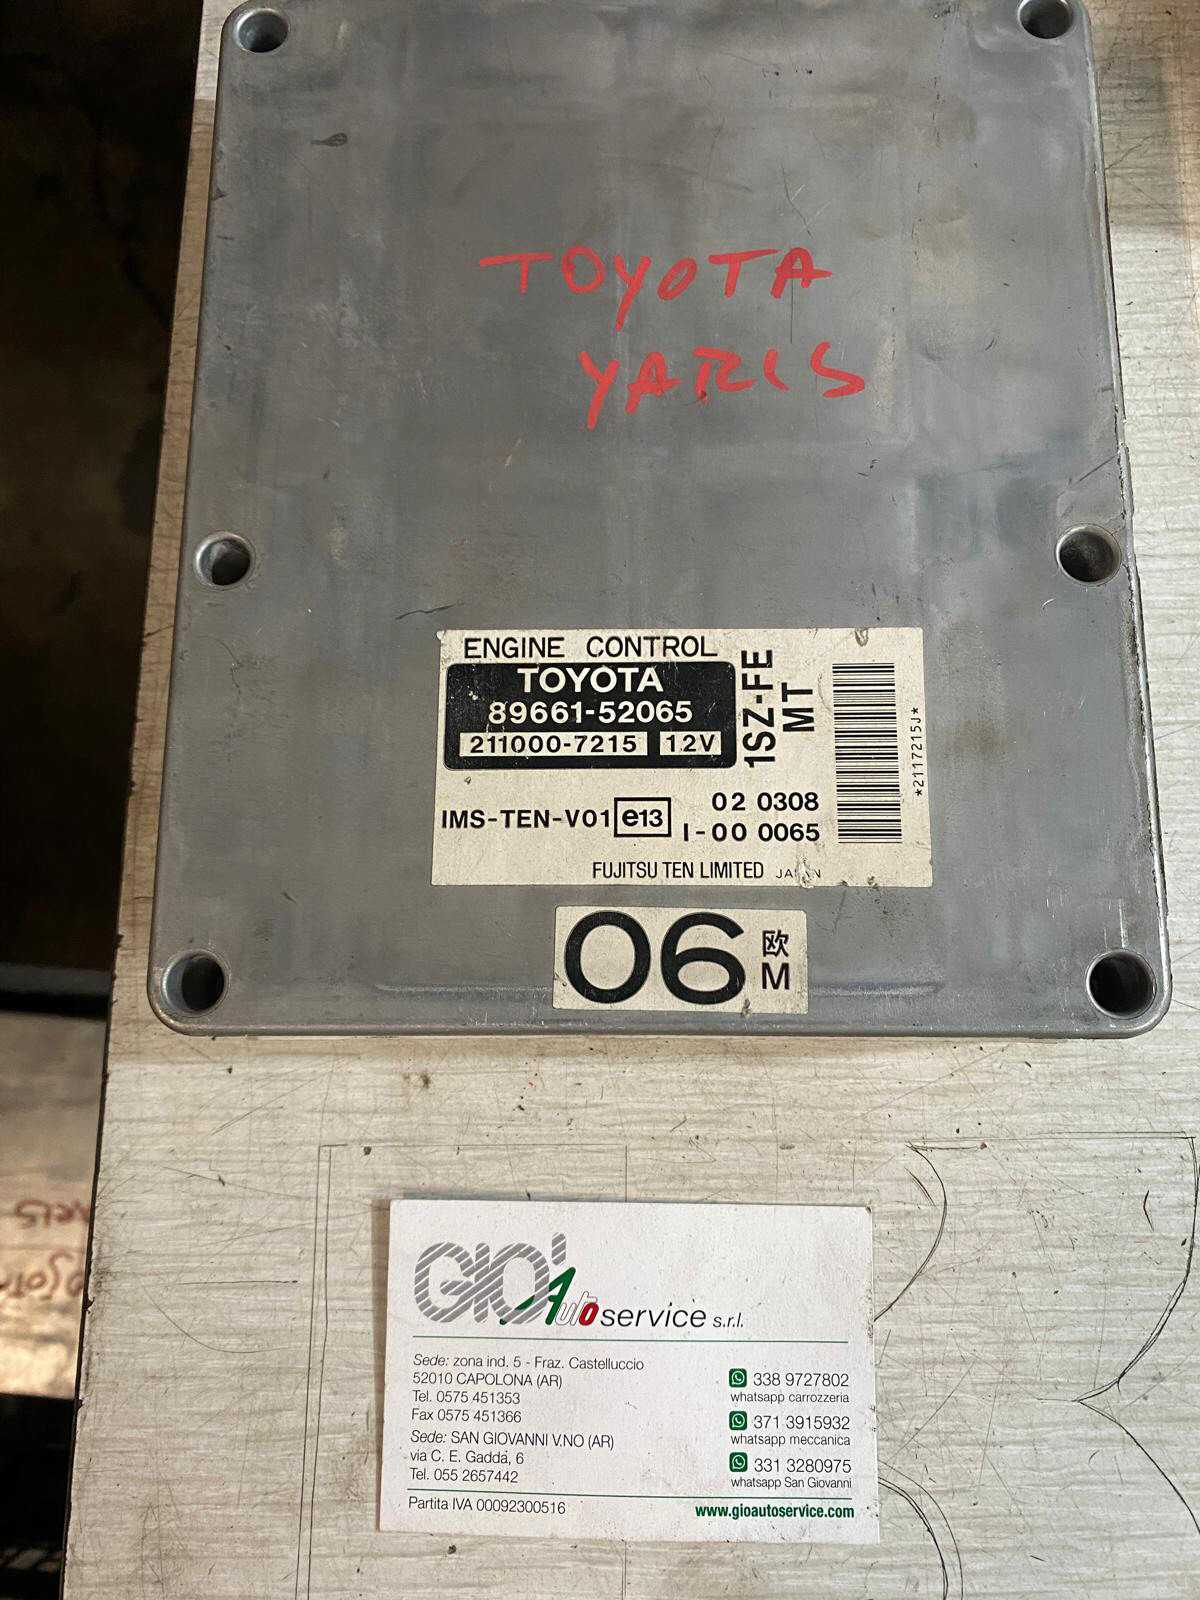 TOYOTA
YARIS
ENGINE CONTROL
TOYOTA
89661-52065
211000-7215 12V
1SZ-FE
MT
*2117215J*
IMS-TEN-V01 e13 02 0308
I-00 0065
FUJITSU TEN LIMITED JAPAN
06 欧
M
GIO' Autoservice s.r.l.
Sede: zona ind. 5 - Fraz. Castelluccio
52010 CAPOLONA (AR)
Tel. 0575 451353
Fax 0575 451366
Sede: SAN GIOVANNI V.NO (AR)
via C. E. Gadda, 6
Tel. 055 2657442
338 9727802
whatsapp carrozzeria
371 3915932
whatsapp meccanica
331 3280975
whatsapp San Giovanni
Partita IVA 00092300516
www.gioautoservice.com